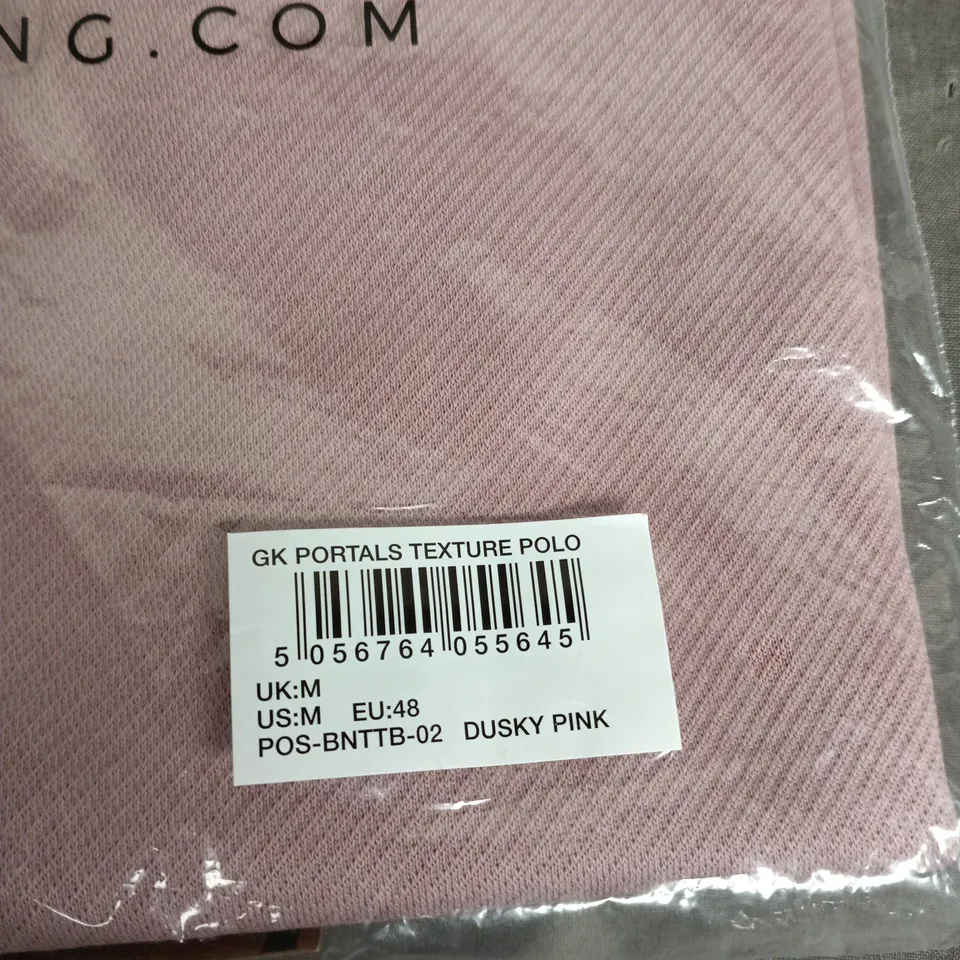 NG.COM
GK PORTALS TEXTURE POLO
5 056764 055645
UK:M
US:M EU:48
POS-BNTTB-02 DUSKY PINK